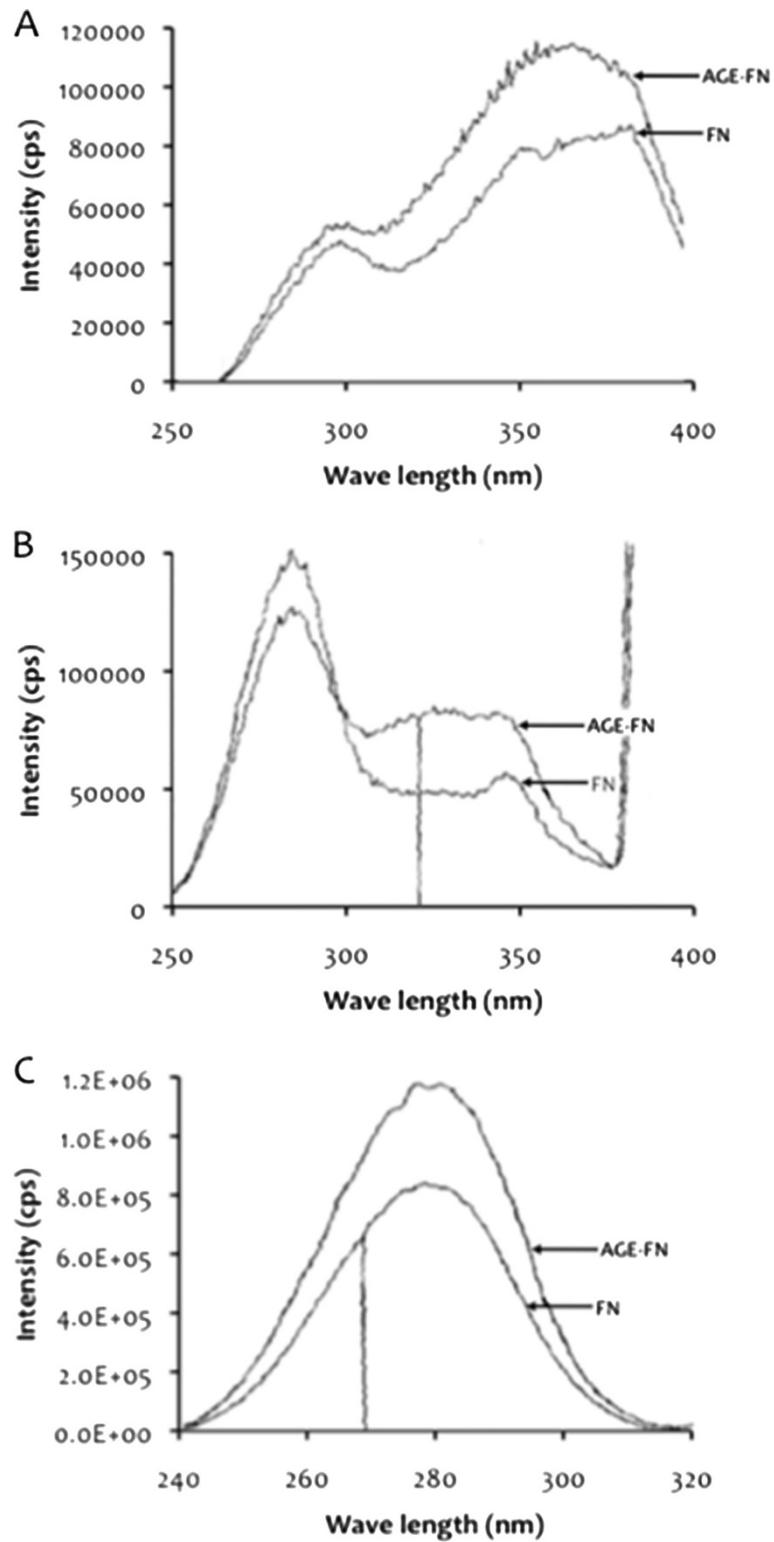 A
120000
100000
80000
60000
40000
20000
0
Intensity (cps)
AGE-FN
FN
250 300 350 400
Wave length (nm)
B
150000
100000
50000
0
Intensity (cps)
AGE-FN
FN
250 300 350 400
Wave length (nm)
C
1.2E+06
1.0E+06
8.0E+05
6.0E+05
4.0E+05
2.0E+05
0.0E+00
Intensity (cps)
AGE-FN
FN
240 260 280 300 320
Wave length (nm)